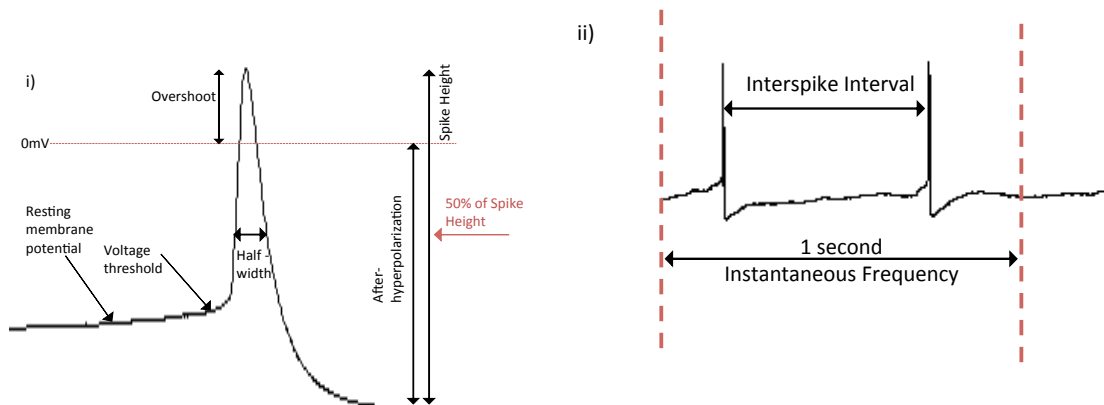 i)
Overshoot
Spike Height
0mV
Resting
membrane
potential
Voltage
threshold
Half -
width
After-
hyperpolarization
50% of Spike
Height
ii)
Interspike Interval
1 second
Instantaneous Frequency